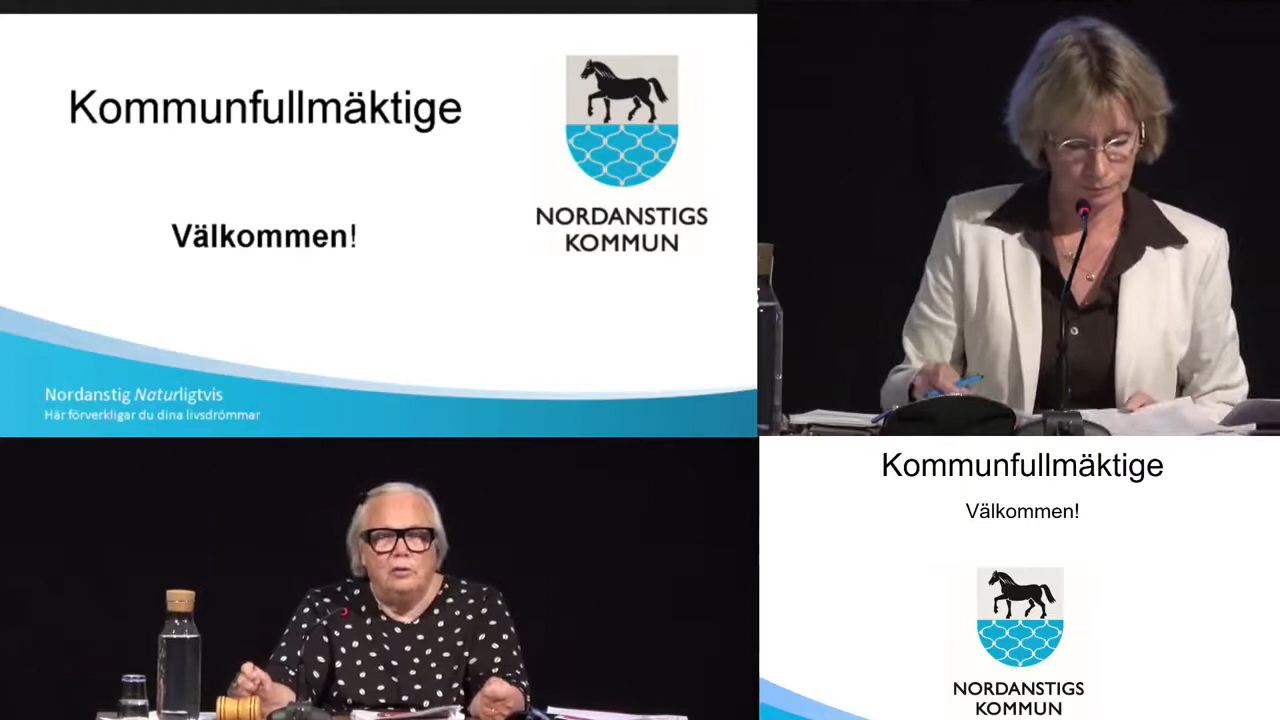 Kommunfullmäktige
Välkommen!
NORDANSTIGS
KOMMUN
Nordanstig Naturligtvis
Här förverkligar du dina livsdrömmar
Kommunfullmäktige
Välkommen!
NORDANSTIGS
KOMMUN